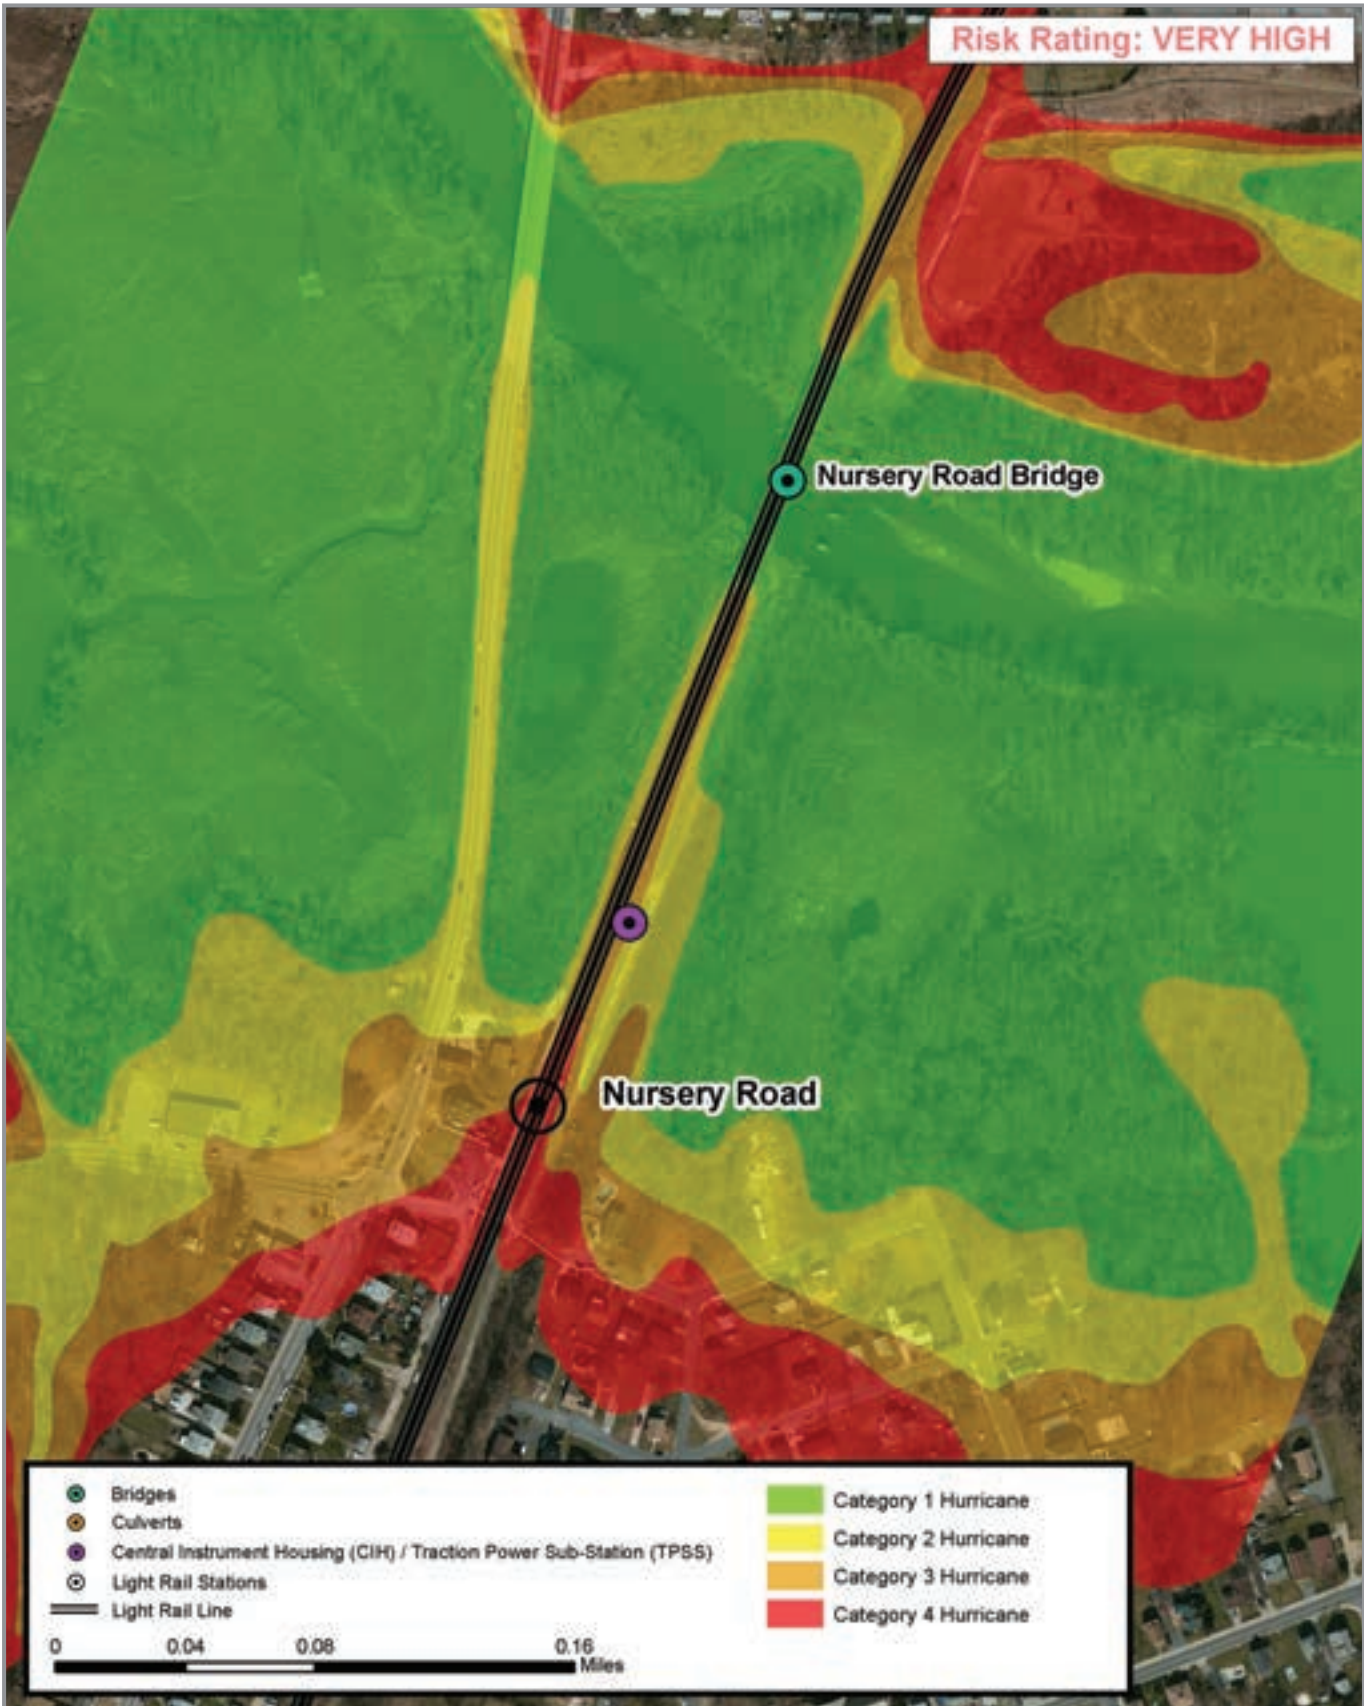 Risk Rating: VERY HIGH
Nursery Road Bridge
Nursery Road
Bridges
Culverts
Central Instrument Housing (CIH) / Traction Power Sub-Station (TPSS)
Light Rail Stations
Light Rail Line
0 0.04 0.08 0.16
Miles
Category 1 Hurricane
Category 2 Hurricane
Category 3 Hurricane
Category 4 Hurricane